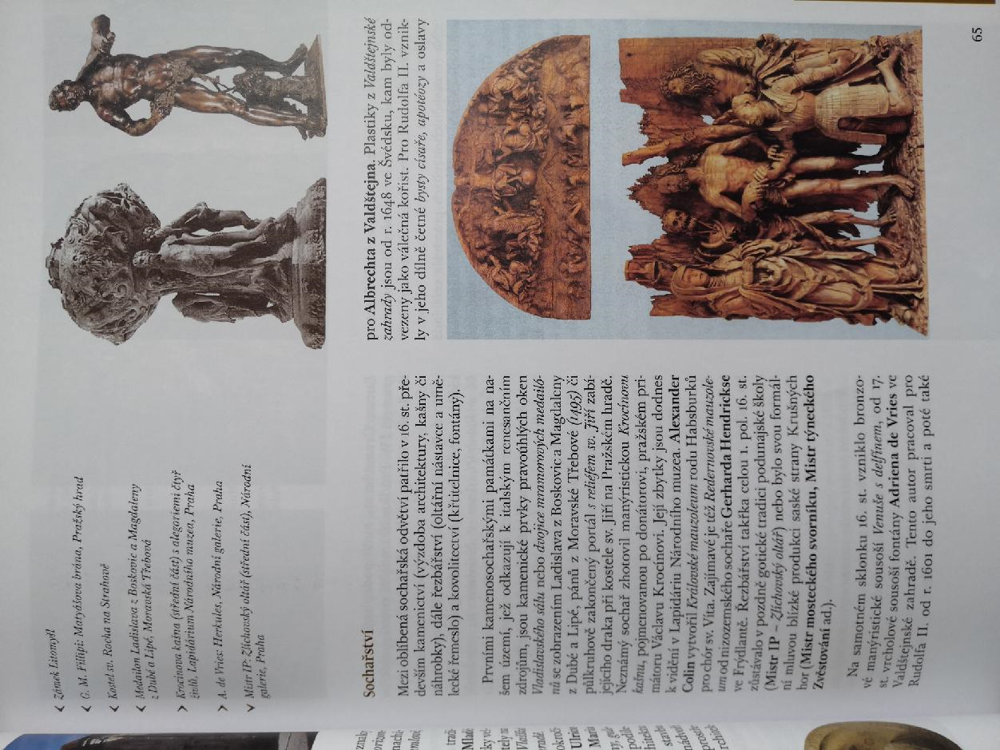 < Zámek Litomyšl
< G. M. Filippi: Matyášova brána, Pražský hrad
< Kostel sv. Rocha na Strahově
< Medailon Ladislava z Boskovic a Magdaleny
z Dubé a Lipé, Moravská Třebová
> Krocínova kašna (střední část) s alegoriemi čtyř
živlů, Lapidárium Národního muzea, Praha
> A. de Vries: Herkules, Národní galerie, Praha
v Mistr IP: Zlíchovský oltář (střední část), Národní
galerie, Praha
Sochařství
Mezi oblíbená sochařská odvětví patřilo v 16. st. pře-
devším kamenictví (výzdoba architektury, kašny či
náhrobky), dále řezbářství (oltářní nástavce a umě-
lecké řemeslo) a kovolitectví (křtitelnice, fontány).
Prvními kamenosochařskými památkami na na-
šem území, jež odkazují k italským renesančním
zdrojům, jsou kamenické prvky pravoúhlých oken
Vladislavského sálu nebo dvojice mramorových medailó-
nů se zobrazením Ladislava z Boskovic a Magdaleny
z Dubé a Lipé, pánů z Moravské Třebové (1495) či
půlkruhově zakončený portál s reliéfem sv. Jiří zabí-
jejícího draka při kostele sv. Jiří na Pražském hradě.
Neznámý sochař zhotovil manýristickou Krocínovu
kašnu, pojmenovanou po donátorovi, pražském pri-
mátoru Václavu Krocínovi. Její zbytky jsou dodnes
k vidění v Lapidáriu Národního muzea. Alexander
Colin vytvořil Královské mauzoleum rodu Habsburků
pro chór sv. Víta. Zajímavé je též Redernovské mauzole-
um od nizozemského sochaře Gerharda Hendrickse
ve Frýdlantě. Řezbářství takřka celou 1. pol. 16. st.
zůstávalo v pozdně gotické tradici podunajské školy
(Mistr IP – Zlíchovský oltář) nebo bylo svou formál-
ní mluvou blízké produkci saské strany Krušných
hor (Mistr mosteckého svorníku, Mistr týneckého
Zvěstování ad.).
Na samotném sklonku 16. st. vzniklo bronzo-
vé manýristické sousoší Venuše s delfínem, od 17.
st. vrcholové sousoší fontány Adriena de Vries ve
Valdštejnské zahradě. Tento autor pracoval pro
Rudolfa II. od r. 1601 do jeho smrti a poté také
pro Albrechta z Valdštejna. Plastiky z Valdštejnské
zahrady jsou od r. 1648 ve Švédsku, kam byly od-
vezeny jako válečná kořist. Pro Rudolfa II. vznik-
ly v jeho dílně četné bysty císaře, apoteózy a oslavy
65